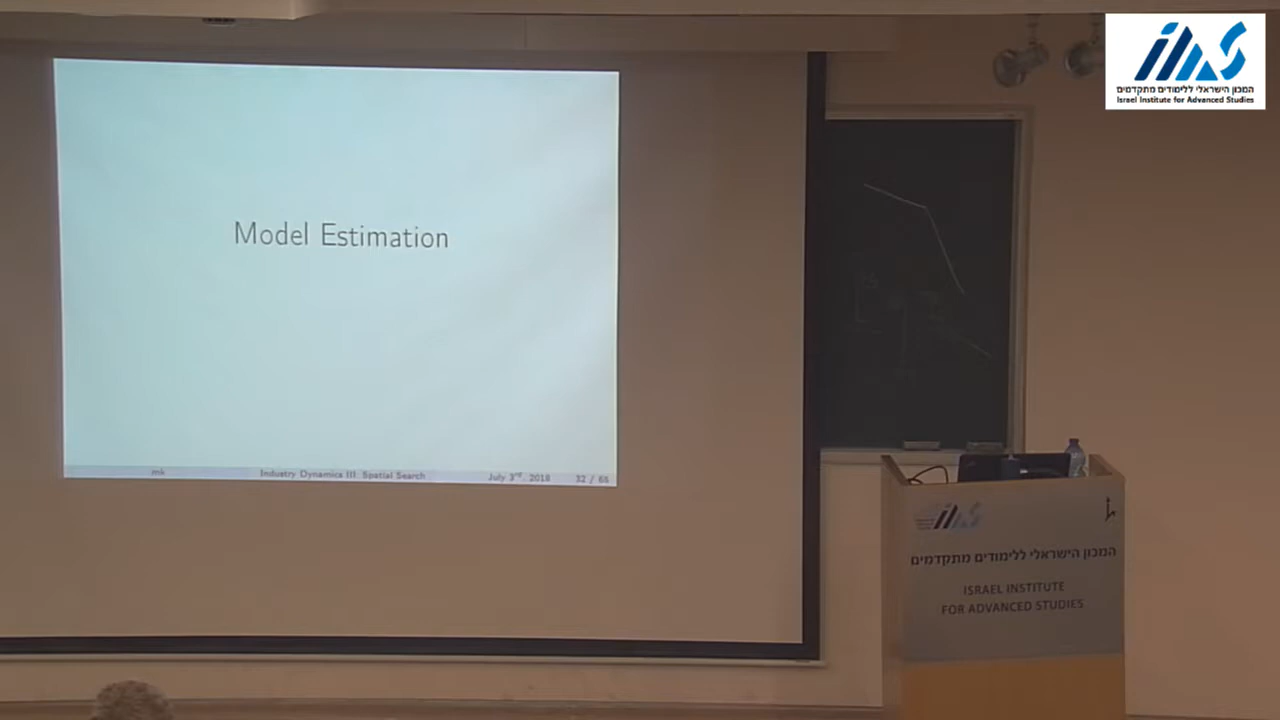 Model Estimation
mk
Industry Dynamics III Spatial Search
July 3rd, 2018
32 / 66
המכון הישראלי ללימודים מתקדמים
Israel Institute for Advanced Studies
המכון הישראלי ללימודים מתקדמים
ISRAEL INSTITUTE
FOR ADVANCED STUDIES